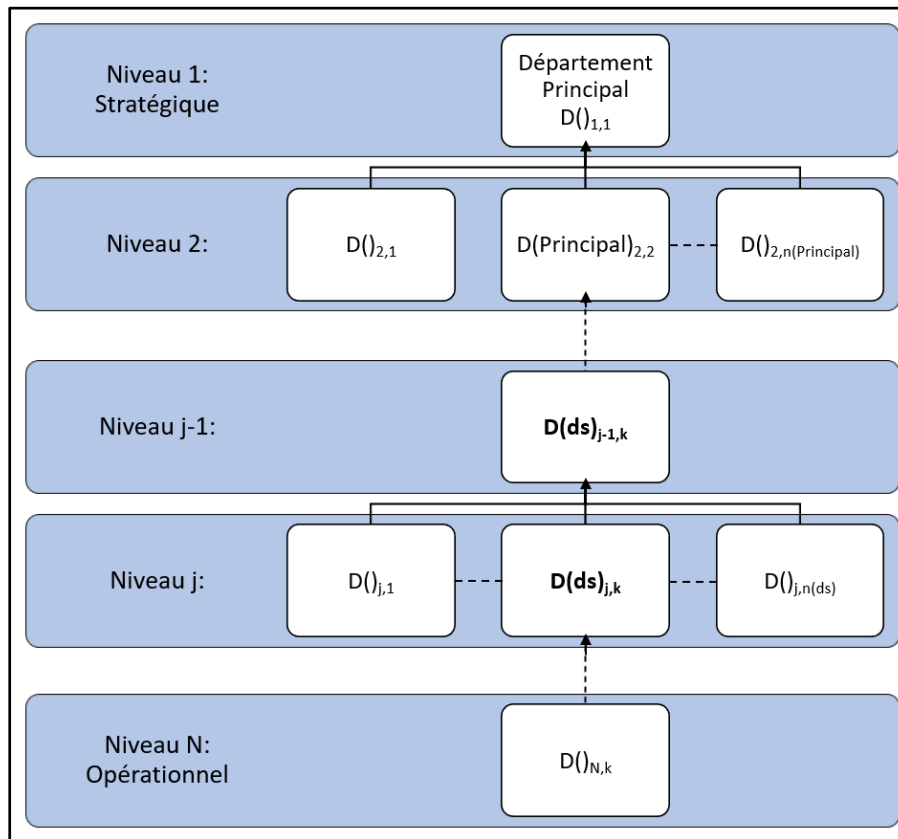 Niveau 1:
Stratégique
Département
Principal
D()1,1
Niveau 2:
D()2,1
D(Principal)2,2
D()2,n(Principal)
Niveau j-1:
D(ds)j-1,k
Niveau j:
D()j,1
D(ds)j,k
D()j,n(ds)
Niveau N:
Opérationnel
D()N,k